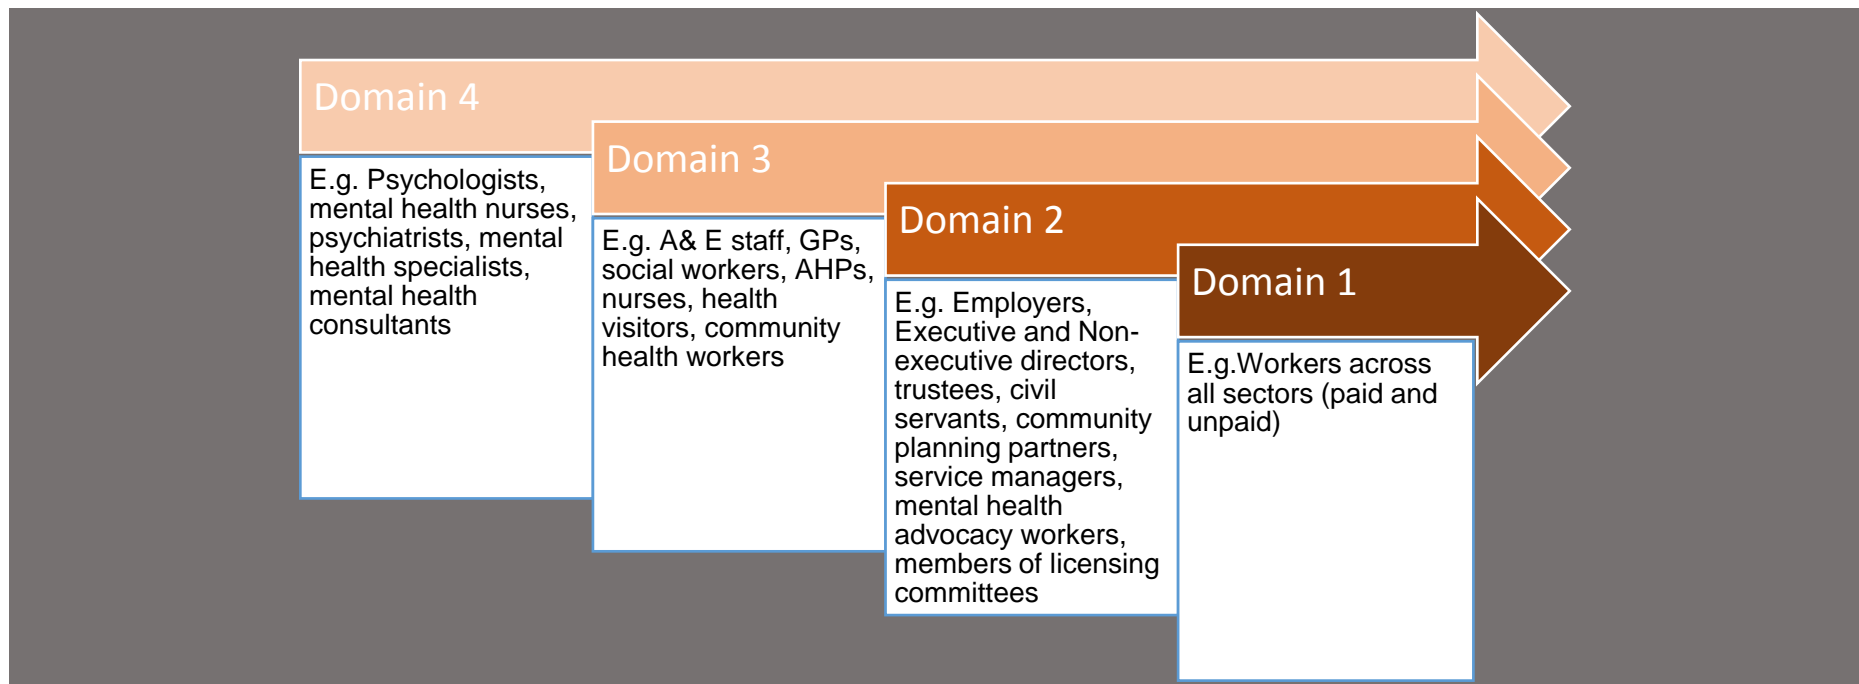 Domain 4
E.g. Psychologists,
mental health nurses,
psychiatrists, mental
health specialists,
mental health
consultants
Domain 3
E.g. A& E staff, GPs,
social workers, AHPs,
nurses, health
visitors, community
health workers
Domain 2
E.g. Employers,
Executive and Non-
executive directors,
trustees, civil
servants, community
planning partners,
service managers,
mental health
advocacy workers,
members of licensing
committees
Domain 1
E.g.Workers across
all sectors (paid and
unpaid)